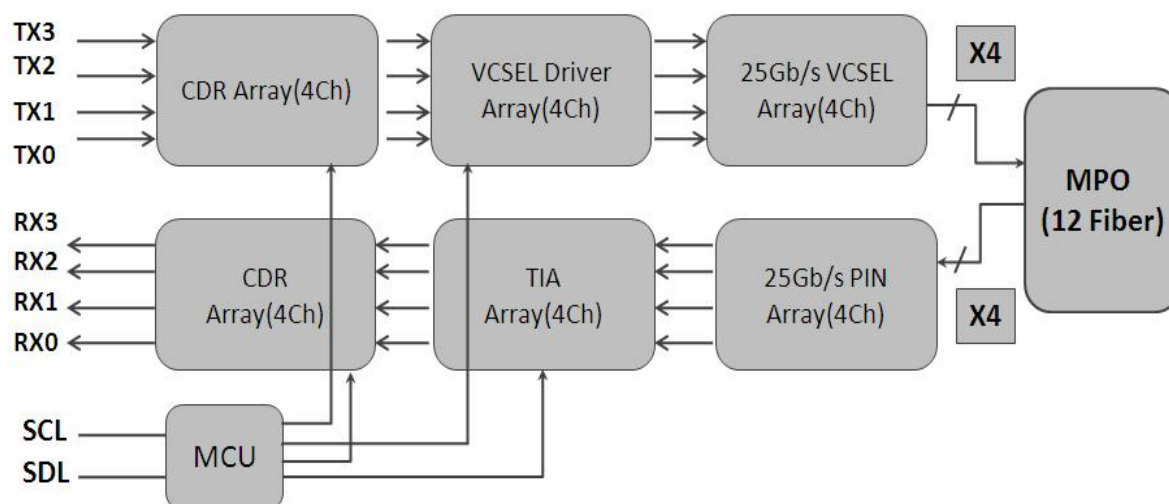 TX3
TX2
TX1
TX0
CDR Array(4Ch)
VCSEL Driver
Array(4Ch)
25Gb/s VCSEL
Array(4Ch)
X4
MPO
(12 Fiber)
RX3
RX2
RX1
RX0
CDR
Array(4Ch)
TIA
Array(4Ch)
25Gb/s PIN
Array(4Ch)
X4
SCL
SDL
MCU